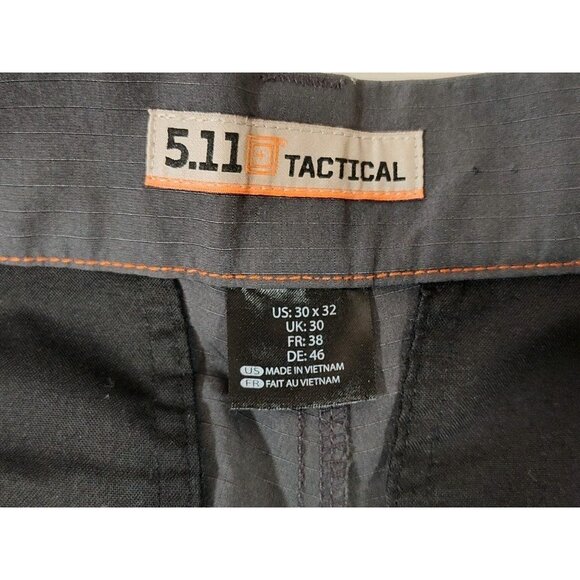 5.11 TACTICAL
US: 30 x 32
UK: 30
FR: 38
DE: 46
US MADE IN VIETNAM
FR FAIT AU VIETNAM